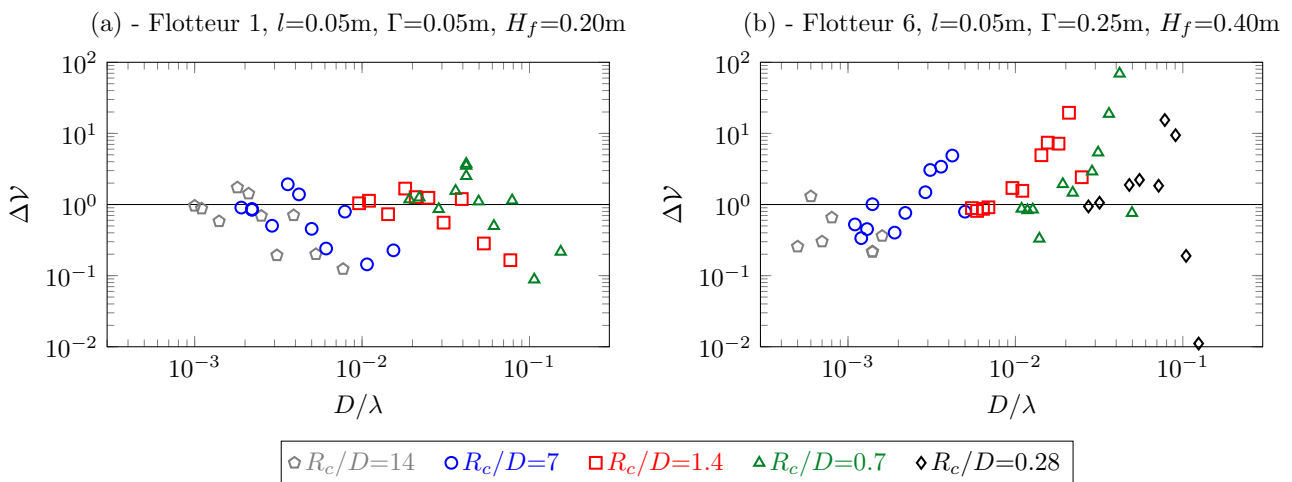 (a) - Flotteur 1, l=0.05m, Γ=0.05m, H_f=0.20m
(b) - Flotteur 6, l=0.05m, Γ=0.25m, H_f=0.40m
10^2
10^1
10^0
10^−1
10^−2
ΔV
10^−3
10^−2
10^−1
D/λ
10^2
10^1
10^0
10^−1
10^−2
ΔV
10^−3
10^−2
10^−1
D/λ
R_c/D=14 R_c/D=7 R_c/D=1.4 R_c/D=0.7 R_c/D=0.28